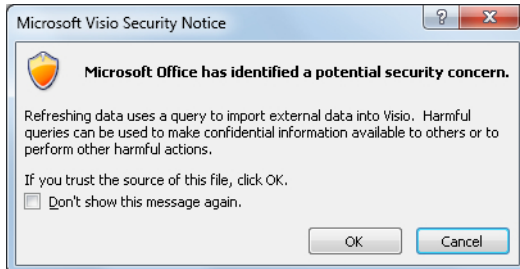 Microsoft Visio Security Notice
Microsoft Office has identified a potential security concern.
Refreshing data uses a query to import external data into Visio. Harmful
queries can be used to make confidential information available to others or to
perform other harmful actions.
If you trust the source of this file, click OK.
Don't show this message again.
OK Cancel